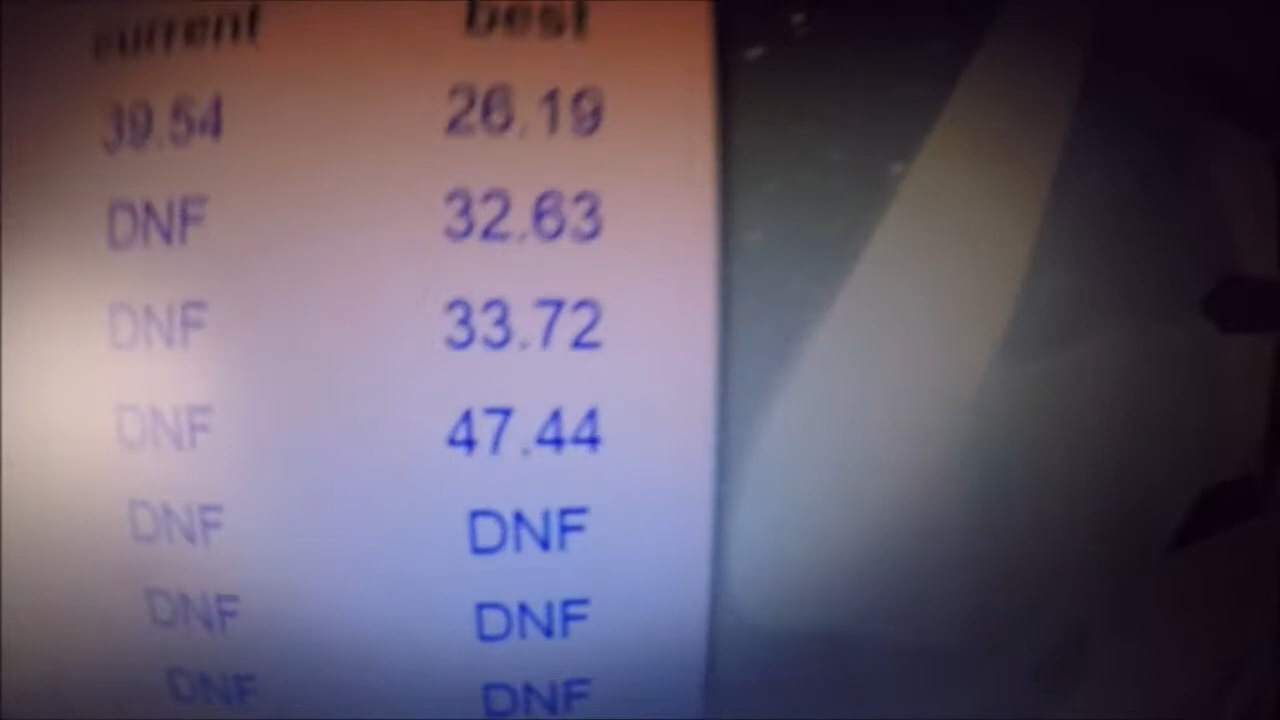 current best
39.54 26.19
DNF 32.63
DNF 33.72
DNF 47.44
DNF DNF
DNF DNF
DNF DNF